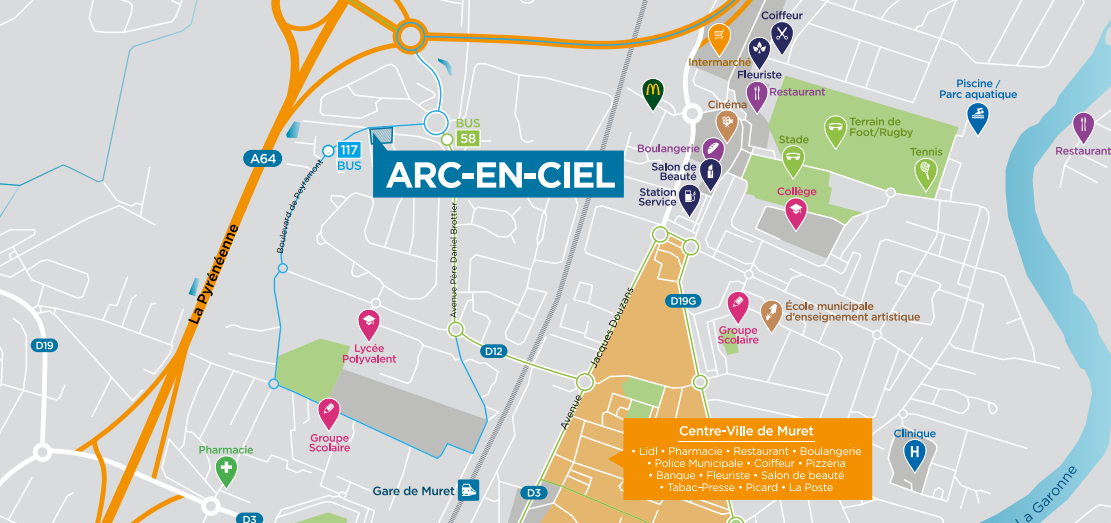 Coiffeur
Intermarché
Fleuriste
Restaurant
Piscine /
Parc aquatique
Cinéma
Terrain de
Foot/Rugby
Stade
Tennis
Restaurant
BUS
58
117
BUS
A64
ARC-EN-CIEL
Boulangerie
Salon de
Beauté
Station
Service
Collège
Boulevard de Peyramont
Avenue Père Daniel Brottier
La Pyrénéenne
Avenue Jacques Douzans
D19G
École municipale
d'enseignement artistique
Groupe
Scolaire
D19
Lycée
Polyvalent
D12
Groupe
Scolaire
Pharmacie
Centre-Ville de Muret
• Lidl • Pharmacie • Restaurant • Boulangerie
• Police Municipale • Coiffeur • Pizzéria
• Banque • Fleuriste • Salon de beauté
• Tabac-Presse • Picard • La Poste
Clinique
H
Gare de Muret
D3
D3
La Garonne